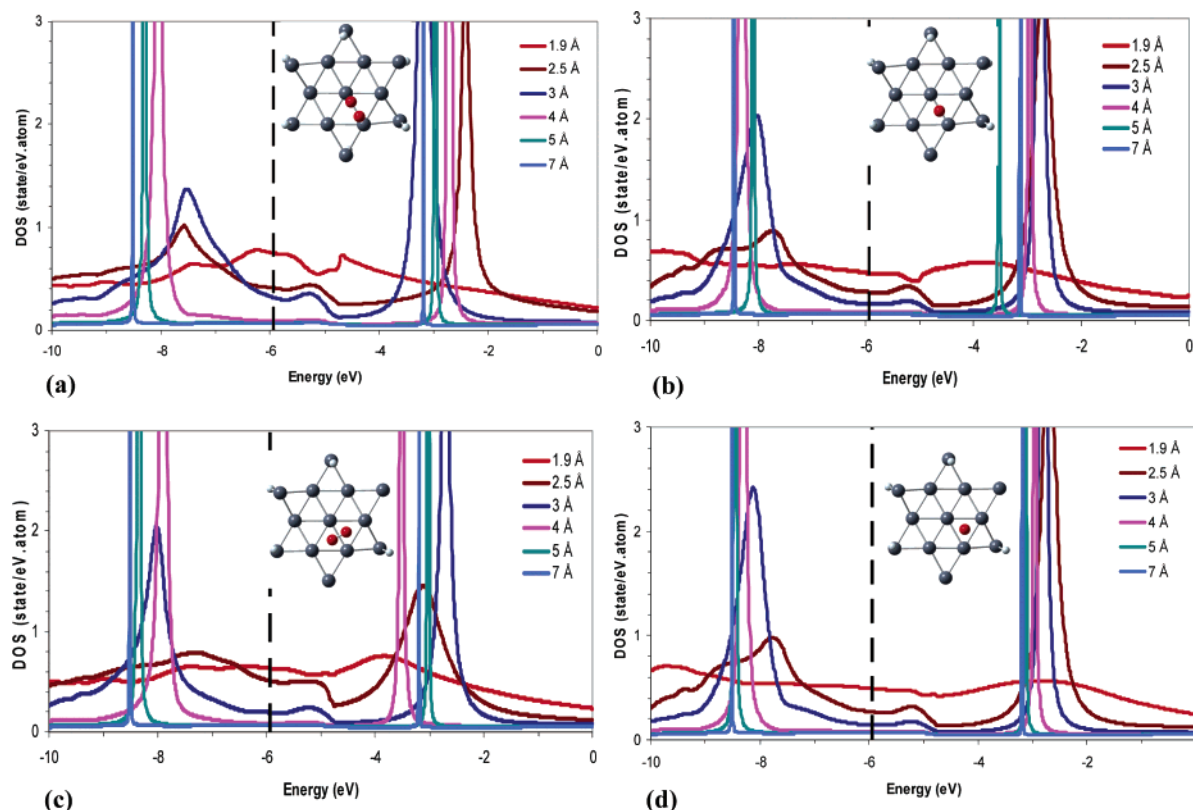 3
2
1
0
DOS (state/eV.atom)
1.9 Å
2.5 Å
3 Å
4 Å
5 Å
7 Å
-10
-8
-6
-4
-2
0
Energy (eV)
(a)
3
2
1
0
DOS (state/eV.atom)
1.9 Å
2.5 Å
3 Å
4 Å
5 Å
7 Å
-10
-8
-6
-4
-2
0
Energy (eV)
(b)
3
2
1
0
DOS (state/eV.atom)
1.9 Å
2.5 Å
3 Å
4 Å
5 Å
7 Å
-10
-8
-6
-4
-2
0
Energy (eV)
(c)
3
2
1
0
DOS (state/eV.atom)
1.9 Å
2.5 Å
3 Å
4 Å
5 Å
7 Å
-10
-8
-6
-4
-2
Energy (eV)
(d)